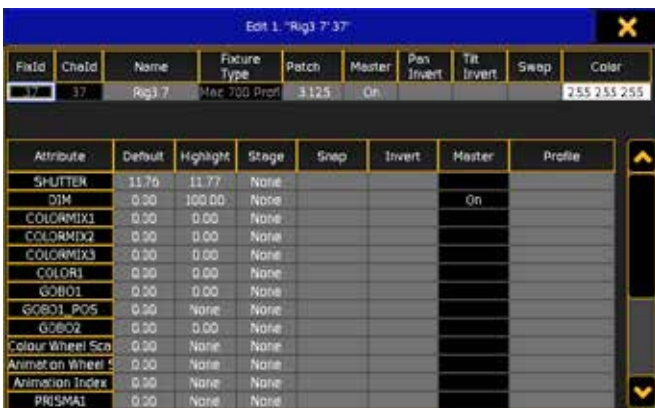 Edit 1. "Rig3 7' 37'
FixId ChaId Name Fixture Type Patch Master Pan Invert Tilt Invert Swap Color
37 37 Rig3 7 Mac 700 Profi 3.125 On 255 255 255
Attribute Default Highlight Stage Snap Invert Master Profile
SHUTTER 11.76 11.77 None
DIM 0.00 100.00 None On
COLORMIX1 0.00 0.00 None
COLORMIX2 0.00 0.00 None
COLORMIX3 0.00 0.00 None
COLOR1 0.00 0.00 None
GOBO1 0.00 0.00 None
GOBO1_POS 0.00 None None
GOBO2 0.00 0.00 None
Colour Wheel Sca 0.00 None None
Animation Wheel S 0.00 None None
Animation Index 0.00 None None
PRISMA1 0.00 None None